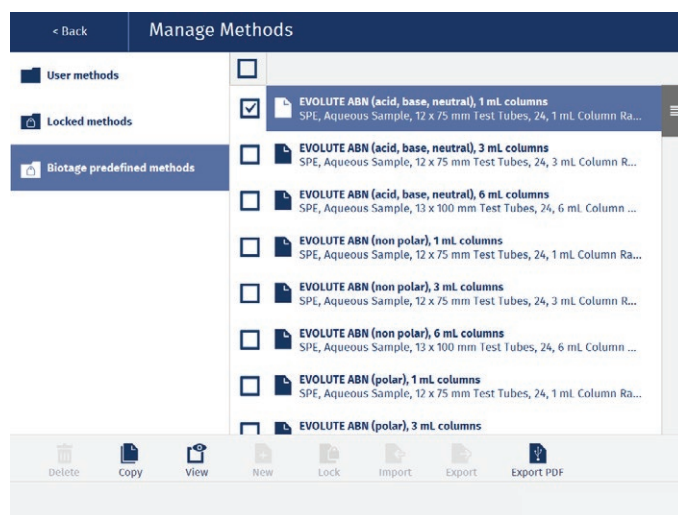 < Back
Manage Methods
User methods
Locked methods
Biotage predefined methods
EVOLUTE ABN (acid, base, neutral), 1 mL columns
SPE, Aqueous Sample, 12 x 75 mm Test Tubes, 24, 1 mL Column Ra...
EVOLUTE ABN (acid, base, neutral), 3 mL columns
SPE, Aqueous Sample, 12 x 75 mm Test Tubes, 24, 3 mL Column R...
EVOLUTE ABN (acid, base, neutral), 6 mL columns
SPE, Aqueous Sample, 13 x 100 mm Test Tubes, 24, 6 mL Column ...
EVOLUTE ABN (non polar), 1 mL columns
SPE, Aqueous Sample, 12 x 75 mm Test Tubes, 24, 1 mL Column Ra...
EVOLUTE ABN (non polar), 3 mL columns
SPE, Aqueous Sample, 12 x 75 mm Test Tubes, 24, 3 mL Column R...
EVOLUTE ABN (non polar), 6 mL columns
SPE, Aqueous Sample, 13 x 100 mm Test Tubes, 24, 6 mL Column ...
EVOLUTE ABN (polar), 1 mL columns
SPE, Aqueous Sample, 12 x 75 mm Test Tubes, 24, 1 mL Column Ra...
EVOLUTE ABN (polar), 3 mL columns
Delete Copy View New Lock Import Export Export PDF